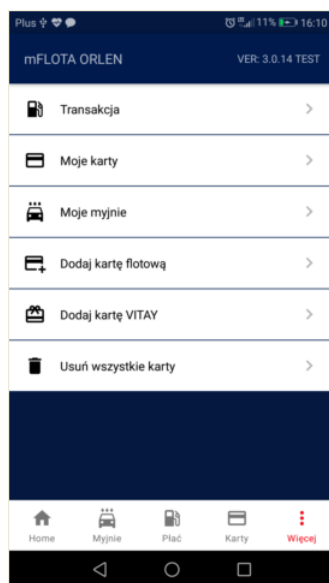 Plus 11% 16:10
mFLOTA ORLEN VER: 3.0.14 TEST
Transakcja
Moje karty
Moje myjnie
Dodaj kartę flotową
Dodaj kartę VITAY
Usuń wszystkie karty
Home Myjnie Płać Karty Więcej